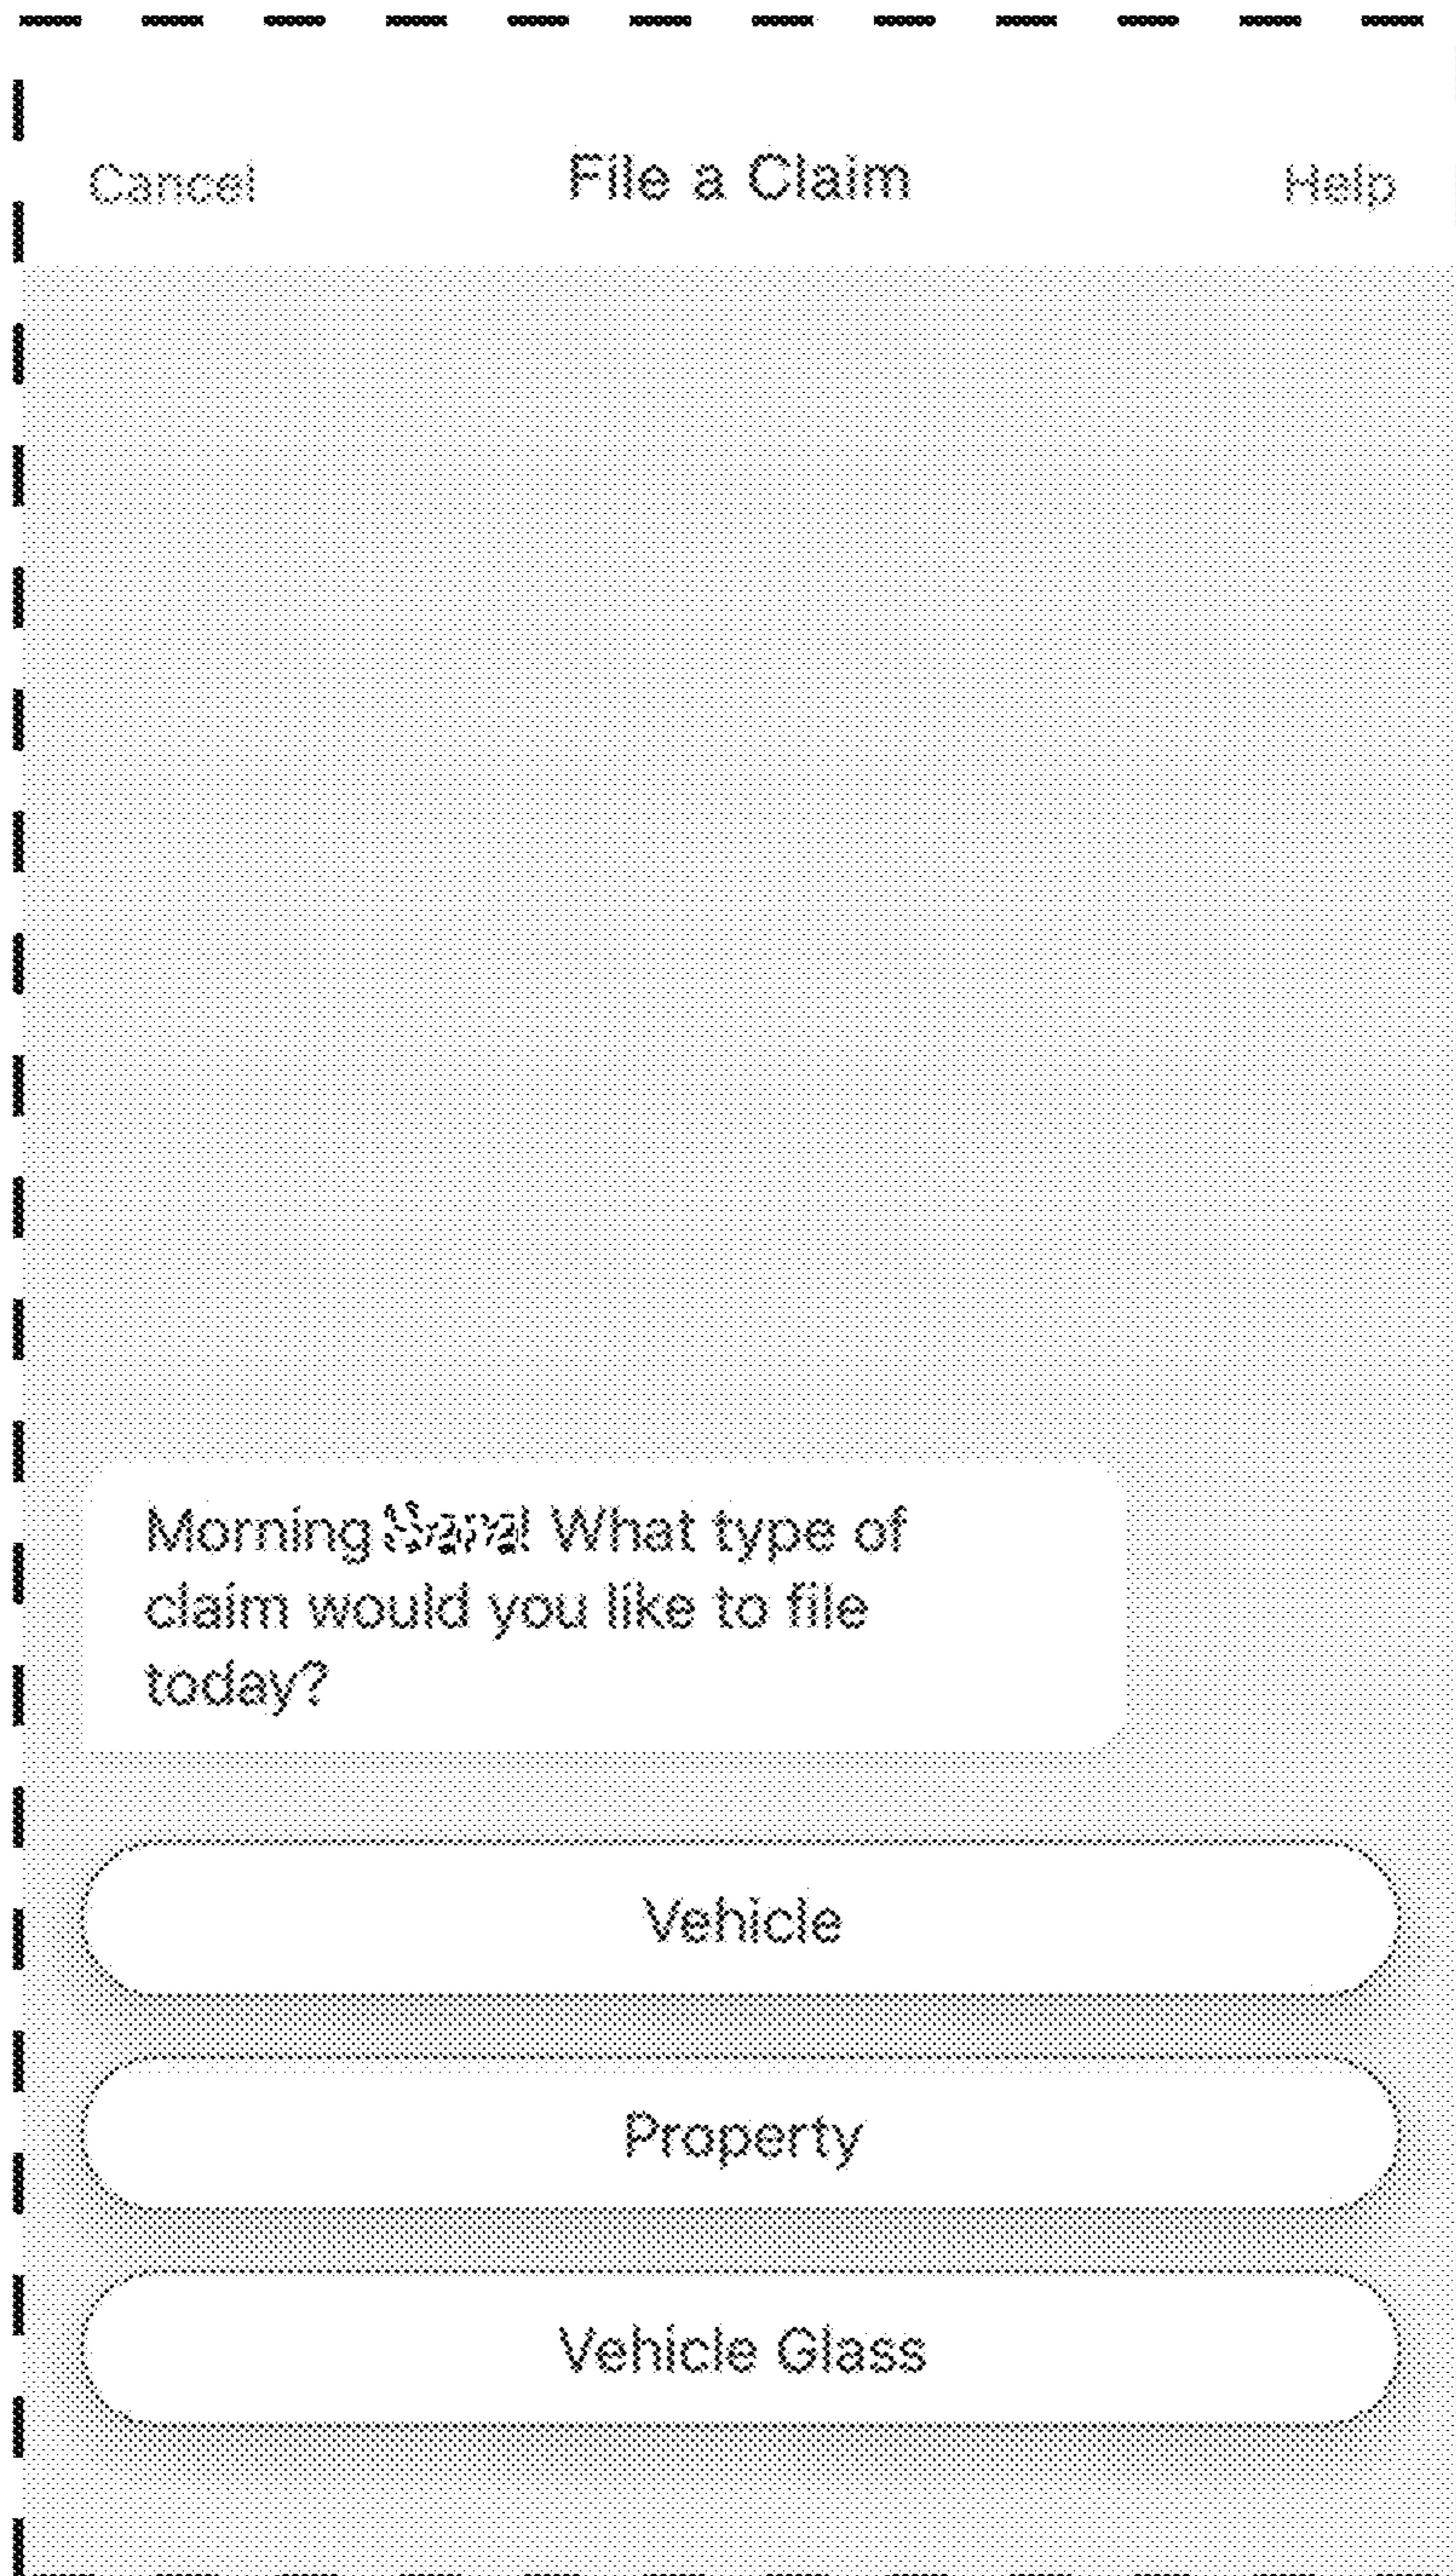 Cancel File a Claim Help
Morning ! What type of
claim would you like to file
today?
Vehicle
Property
Vehicle Glass